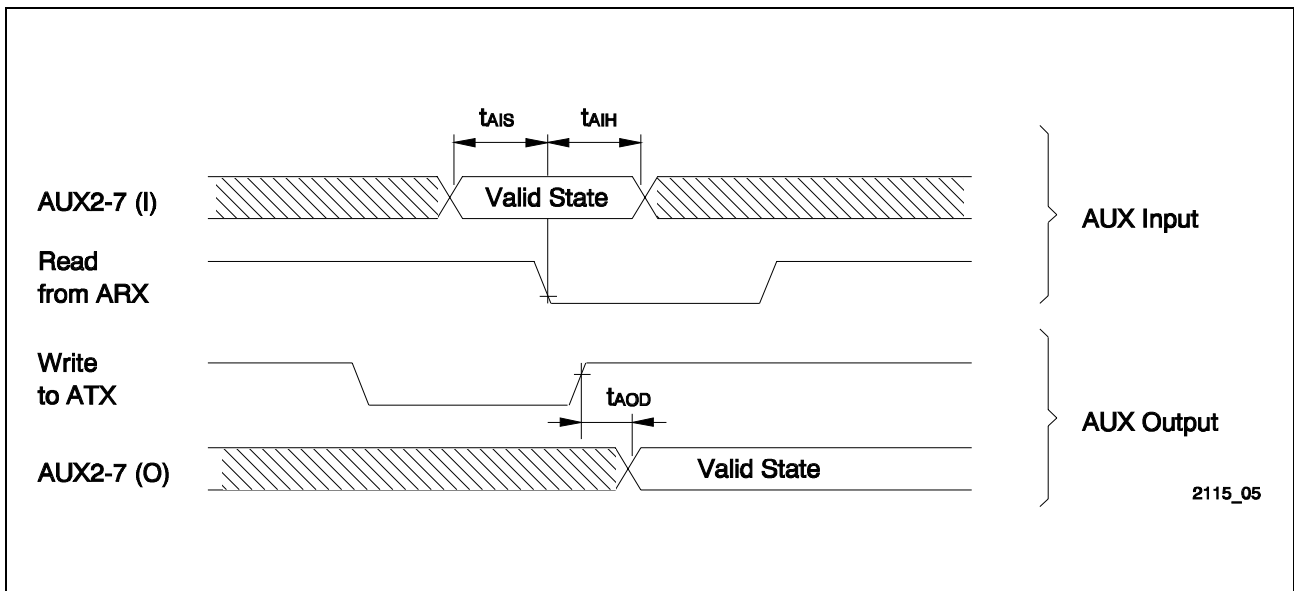 tAIS
tAIH
AUX2-7 (I)
Valid State
AUX Input
Read
from ARX
Write
to ATX
tAOD
AUX Output
AUX2-7 (O)
Valid State
2115_05